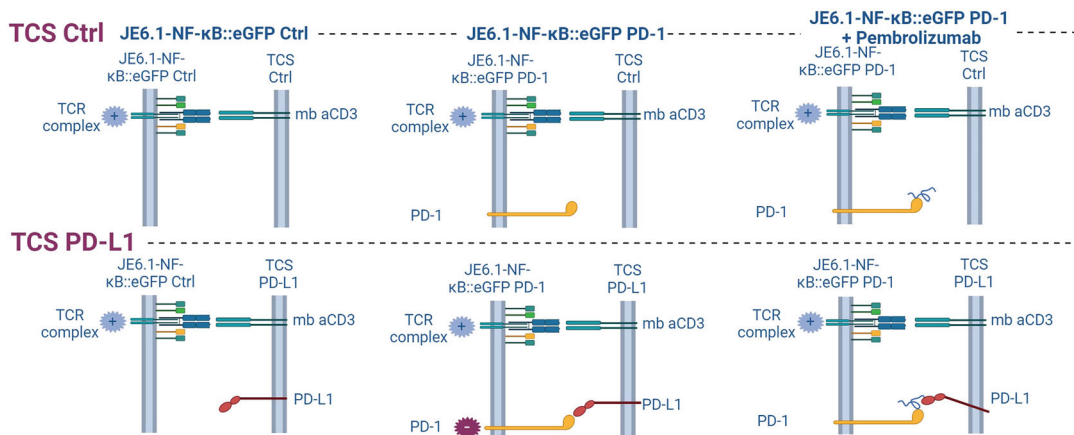 TCS Ctrl
JE6.1-NF-κB::eGFP Ctrl
JE6.1-NF-κB::eGFP PD-1
JE6.1-NF-κB::eGFP PD-1
+ Pembrolizumab
JE6.1-NF-
κB::eGFP Ctrl
TCS
Ctrl
TCR
complex
+
mb aCD3
JE6.1-NF-
κB::eGFP PD-1
TCS
Ctrl
TCR
complex
+
mb aCD3
PD-1
JE6.1-NF-
κB::eGFP PD-1
TCS
Ctrl
TCR
complex
+
mb aCD3
PD-1
TCS PD-L1
JE6.1-NF-
κB::eGFP Ctrl
TCS
PD-L1
TCR
complex
+
mb aCD3
PD-L1
JE6.1-NF-
κB::eGFP PD-1
TCS
PD-L1
TCR
complex
+
mb aCD3
PD-L1
PD-1
-
JE6.1-NF-
κB::eGFP PD-1
TCS
PD-L1
TCR
complex
+
mb aCD3
PD-L1
PD-1